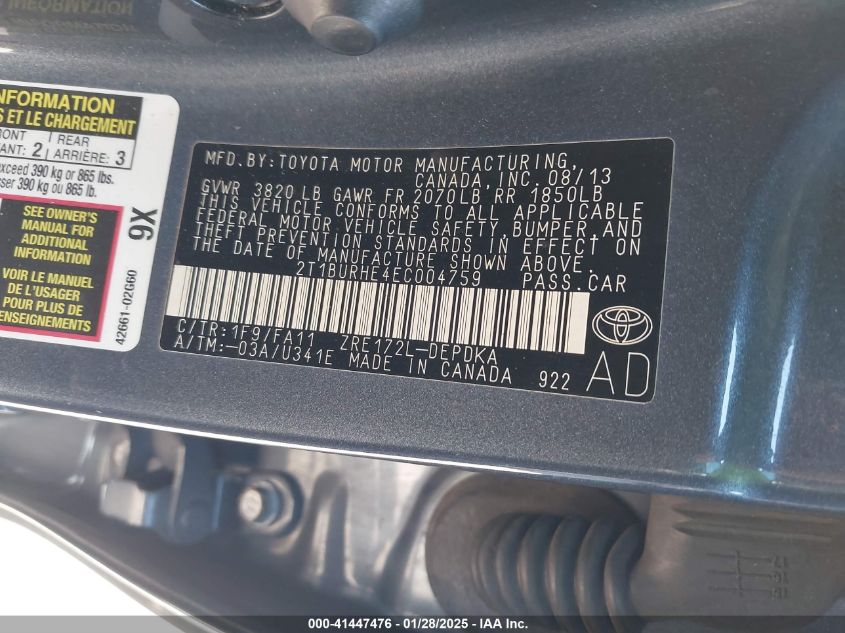 NFORMATION
S ET LE CHARGEMENT
RONT
ANT: 2
REAR
ARRIÈRE: 3
exceed 390 kg or 865 lbs.
sser 390 kg ou 865 lb.
SEE OWNER'S
MANUAL FOR
ADDITIONAL
INFORMATION
VOIR LE MANUEL
DE L'USAGER
POUR PLUS DE
RENSEIGNEMENTS
9X
42661-02G60
MFD. BY: TOYOTA MOTOR MANUFACTURING,
CANADA, INC. 08/13
GVWR 3820 LB GAWR FR 2070LB RR 1850LB
THIS VEHICLE CONFORMS TO ALL APPLICABLE
FEDERAL MOTOR VEHICLE SAFETY, BUMPER, AND
THEFT PREVENTION STANDARDS IN EFFECT ON
THE DATE OF MANUFACTURE SHOWN ABOVE.
2T1BURHE4EC004759 PASS.CAR
C/TR:1F9/FA11 ZRE172L-DEPDKA
A/TM:-03A/U341E MADE IN CANADA 922
AD
000-41447476 - 01/28/2025 - IAA Inc.